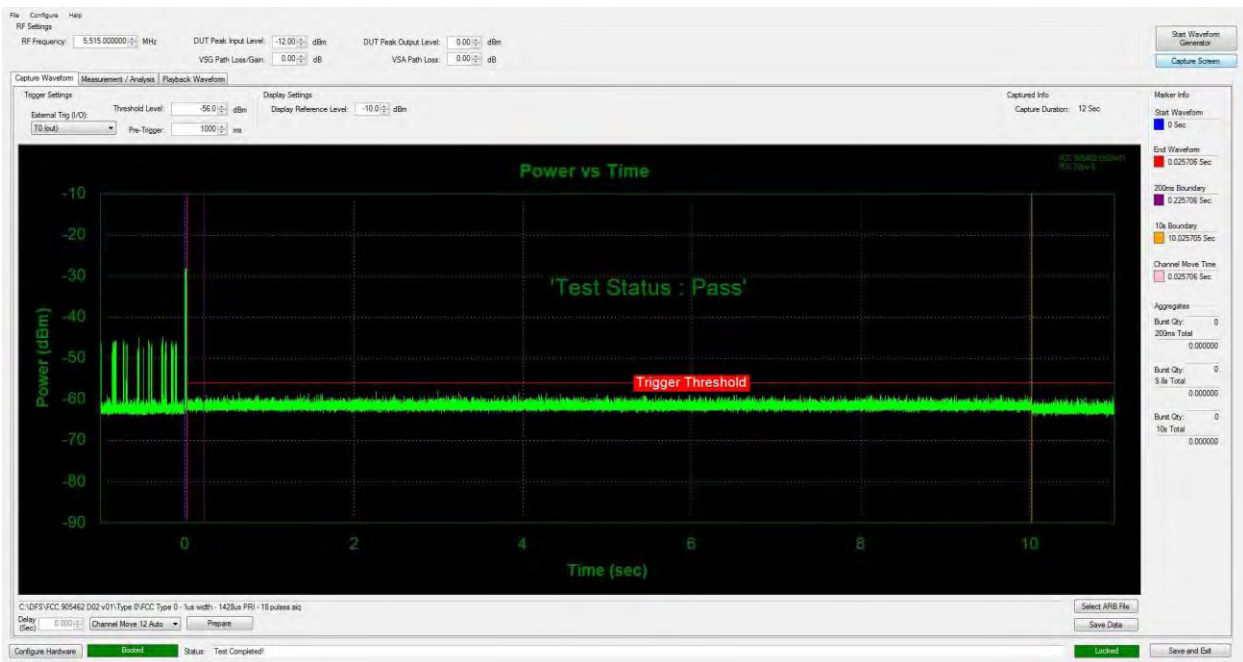 File Configure Help
RF Settings
RF Frequency: 5,515.000000 MHz DUT Peak Input Level: -12.00 dBm DUT Peak Output Level: 0.00 dBm
VSG Path Loss/Gain: 0.00 dB VSA Path Loss: 0.00 dB
Start Waveform
Generator
Capture Screen
Capture Waveform Measurement / Analysis Playback Waveform
Trigger Settings Display Settings Captured Info Marker Info
Threshold Level: -56.0 dBm Display Reference Level: -10.0 dBm Capture Duration: 12 Sec
External Trig (I/O):
T0 (out) Pre-Trigger: 1000 ms
Start Waveform
0 Sec
End Waveform
0.025706 Sec
200ms Boundary
0.225706 Sec
10s Boundary
10.025705 Sec
Channel Move Time
0.025706 Sec
Aggregates
Burst Qty: 0
200ms Total
0.000000
Burst Qty: 0
9.8s Total
0.000000
Burst Qty: 0
10s Total
0.000000
Power vs Time
'Test Status : Pass'
Trigger Threshold
Power (dBm)
-10
-20
-30
-40
-50
-60
-70
-80
-90
0 2 4 6 8 10
Time (sec)
C:\DFS\FCC 905462 D02 v01\Type 0\FCC Type 0 - 1us width - 1428us PRI - 18 pulses.aiq
Select ARB File
Delay
(Sec) 0.000 Channel Move 12 Auto Prepare Save Data
Configure Hardware Booted Status: Test Completed! Locked Save and Exit